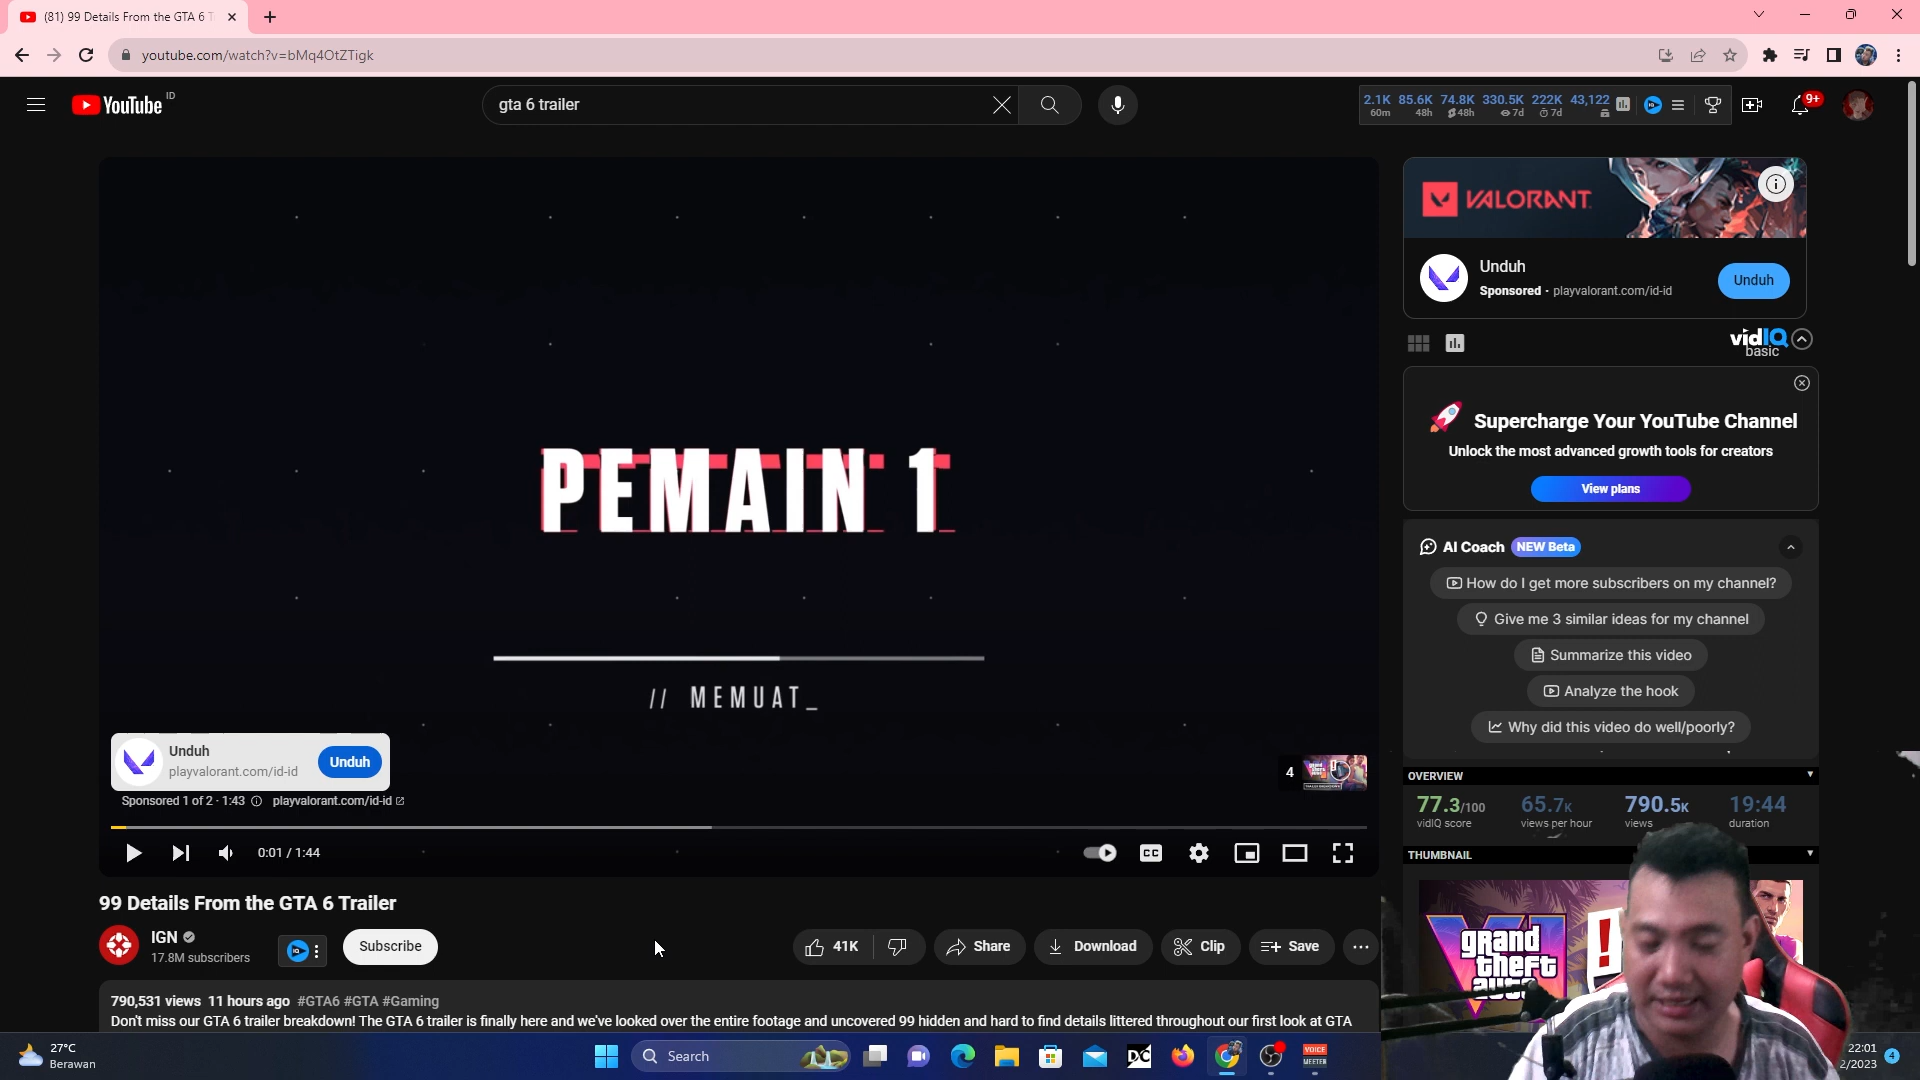 (81) 99 Details From the GTA 6 T
youtube.com/watch?v=bMq4OtZTigk
YouTube ID
gta 6 trailer
2.1K 85.6K 74.8K 330.5K 222K 43,122
60m 48h 48h 7d 7d
9+
PEMAIN 1
// MEMUAT_
Unduh
playvalorant.com/id-id
Unduh
Sponsored 1 of 2 · 1:43 playvalorant.com/id-id
4
0:01 / 1:44
CC
99 Details From the GTA 6 Trailer
IGN
17.8M subscribers
Subscribe
41K
Share
Download
Clip
Save
790,531 views 11 hours ago #GTA6 #GTA #Gaming
Don't miss our GTA 6 trailer breakdown! The GTA 6 trailer is finally here and we've looked over the entire footage and uncovered 99 hidden and hard to find details littered throughout our first look at GTA
VALORANT
Unduh
Sponsored · playvalorant.com/id-id
Unduh
vidIQ
basic
Supercharge Your YouTube Channel
Unlock the most advanced growth tools for creators
View plans
AI Coach NEW Beta
How do I get more subscribers on my channel?
Give me 3 similar ideas for my channel
Summarize this video
Analyze the hook
Why did this video do well/poorly?
OVERVIEW
77.3/100 65.7K 790.5K 19:44
vidIQ score views per hour views duration
THUMBNAIL
grand
theft
auto
VI
!
27°C
Berawan
Search
DC
VOICE
MEETER
22:01
2/2023
4